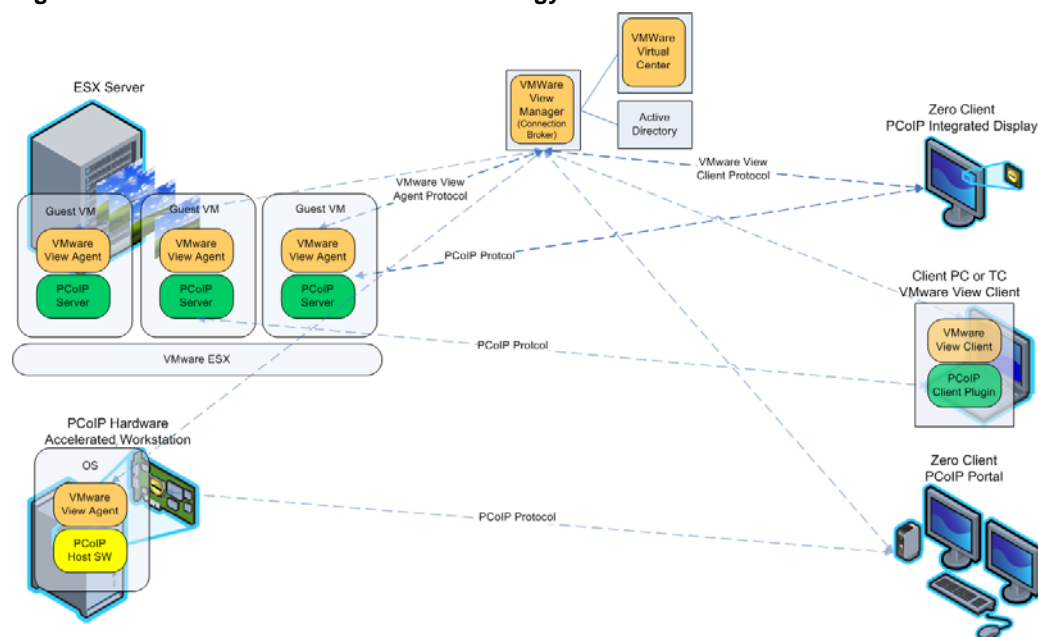 VMWare
Virtual
Center
ESX Server
VMWare
View
Manager
(Connection
Broker)
Active
Directory
Zero Client
PCoIP Integrated Display
VMware View
Client Protocol
VMware View
Agent Protocol
Guest VM
Guest VM
Guest VM
VMware
View Agent
VMware
View Agent
VMware
View Agent
PCoIP
Server
PCoIP
Server
PCoIP
Server
PCoIP Protcol
Client PC or TC
VMware View Client
VMware
View Client
PCoIP
Client Plugin
PCoIP Protcol
VMware ESX
PCoIP Hardware
Accelerated Workstation
OS
VMware
View Agent
PCoIP
Host SW
Zero Client
PCoIP Portal
PCoIP Protocol